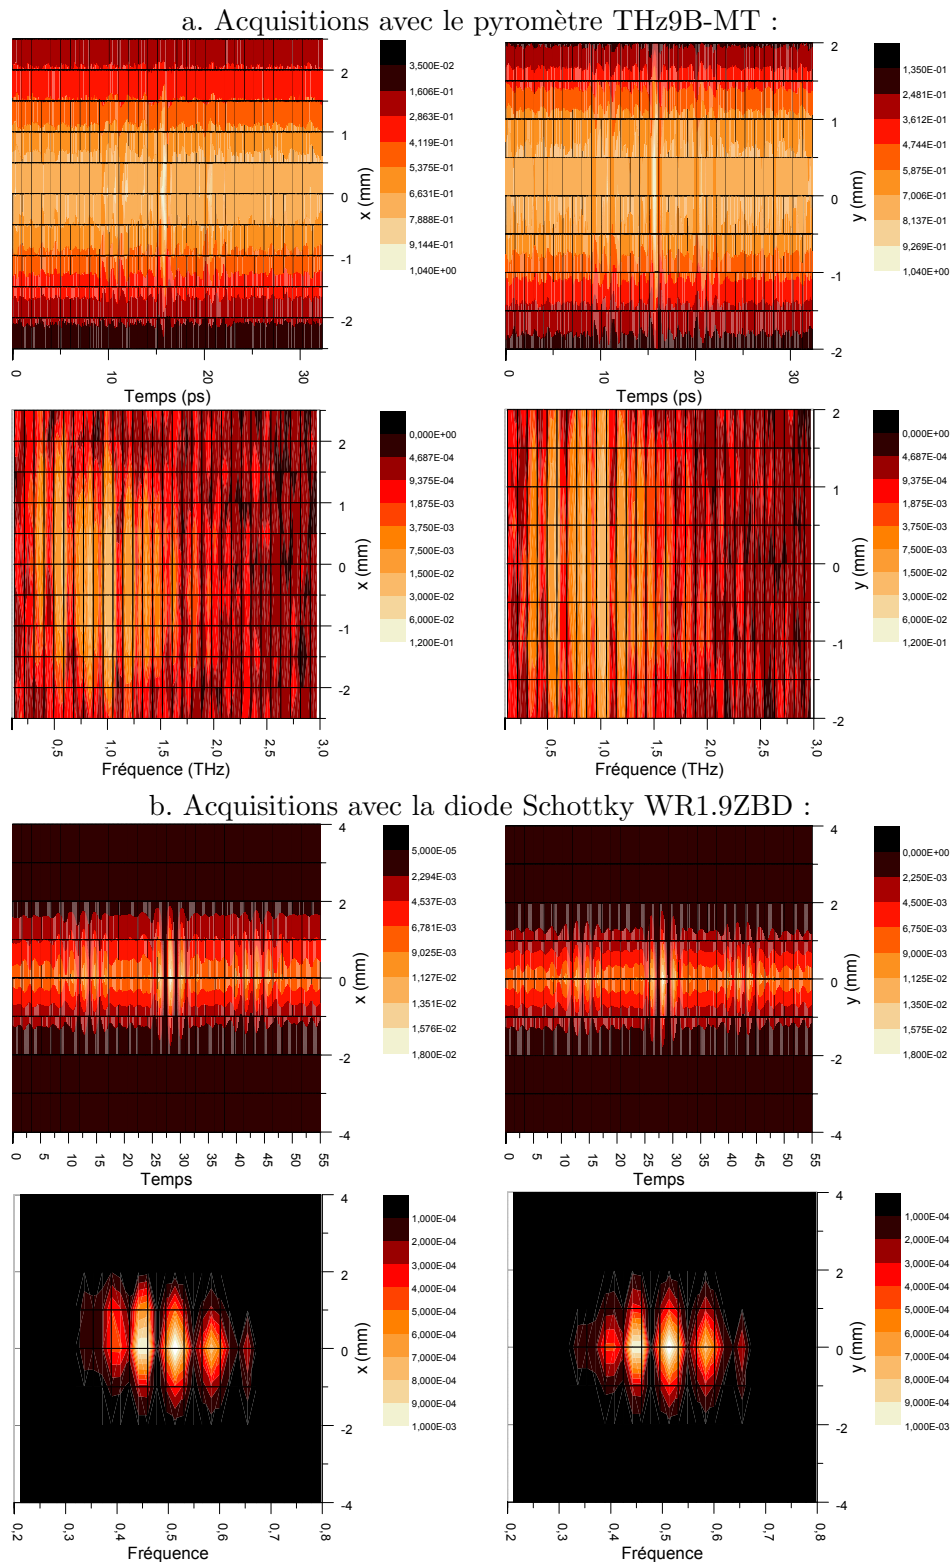 a. Acquisitions avec le pyromètre THz9B-MT :
2
1
0
-1
-2
x (mm)
0
10
20
30
Temps (ps)
3,500E-02
1,606E-01
2,863E-01
4,119E-01
5,375E-01
6,631E-01
7,888E-01
9,144E-01
1,040E+00
2
1
0
-1
-2
y (mm)
0
10
20
30
Temps (ps)
1,350E-01
2,481E-01
3,612E-01
4,744E-01
5,875E-01
7,006E-01
8,137E-01
9,269E-01
1,040E+00
2
1
0
-1
-2
x (mm)
0,5
1,0
1,5
2,0
2,5
3,0
Fréquence (THz)
0,000E+00
4,687E-04
9,375E-04
1,875E-03
3,750E-03
7,500E-03
1,500E-02
3,000E-02
6,000E-02
1,200E-01
2
1
0
-1
-2
y (mm)
0,5
1,0
1,5
2,0
2,5
3,0
Fréquence (THz)
0,000E+00
4,687E-04
9,375E-04
1,875E-03
3,750E-03
7,500E-03
1,500E-02
3,000E-02
6,000E-02
1,200E-01
b. Acquisitions avec la diode Schottky WR1.9ZBD :
4
2
0
-2
-4
x (mm)
0
5
10
15
20
25
30
35
40
45
50
55
Temps
5,000E-05
2,294E-03
4,537E-03
6,781E-03
9,025E-03
1,127E-02
1,351E-02
1,576E-02
1,800E-02
4
2
0
-2
-4
y (mm)
0
5
10
15
20
25
30
35
40
45
50
55
Temps
0,000E+00
2,250E-03
4,500E-03
6,750E-03
9,000E-03
1,125E-02
1,350E-02
1,575E-02
1,800E-02
4
2
0
-2
-4
x (mm)
0,2
0,3
0,4
0,5
0,6
0,7
0,8
Fréquence
1,000E-04
2,000E-04
3,000E-04
4,000E-04
5,000E-04
6,000E-04
7,000E-04
8,000E-04
9,000E-04
1,000E-03
4
2
0
-2
-4
y (mm)
0,2
0,3
0,4
0,5
0,6
0,7
0,8
Fréquence
1,000E-04
2,000E-04
3,000E-04
4,000E-04
5,000E-04
6,000E-04
7,000E-04
8,000E-04
9,000E-04
1,000E-03